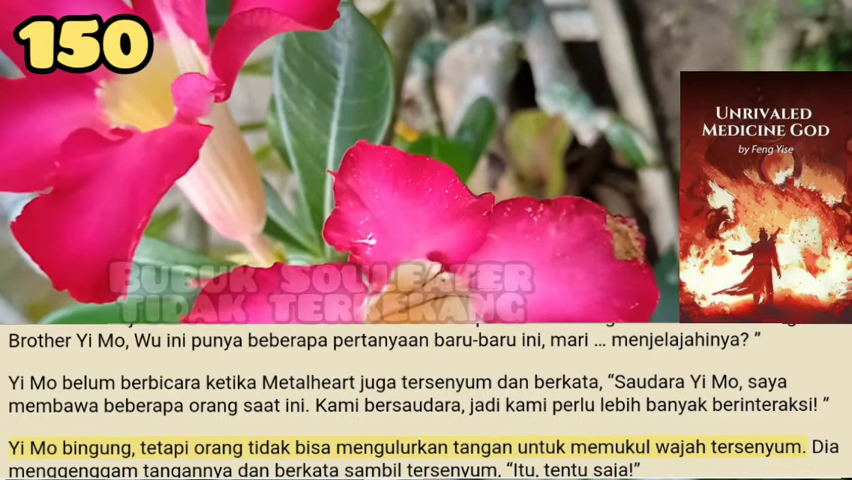 150
UNRIVALED
MEDICINE GOD
by Feng Yise
BUBUK SOULEATER
TIDAK TERKEKANG
Brother Yi Mo, Wu ini punya beberapa pertanyaan baru-baru ini, mari ... menjelajahinya? ”
Yi Mo belum berbicara ketika Metalheart juga tersenyum dan berkata, “Saudara Yi Mo, saya
membawa beberapa orang saat ini. Kami bersaudara, jadi kami perlu lebih banyak berinteraksi! ”
Yi Mo bingung, tetapi orang tidak bisa mengulurkan tangan untuk memukul wajah tersenyum. Dia
menggenggam tangannya dan berkata sambil tersenyum, “Itu, tentu saja!”